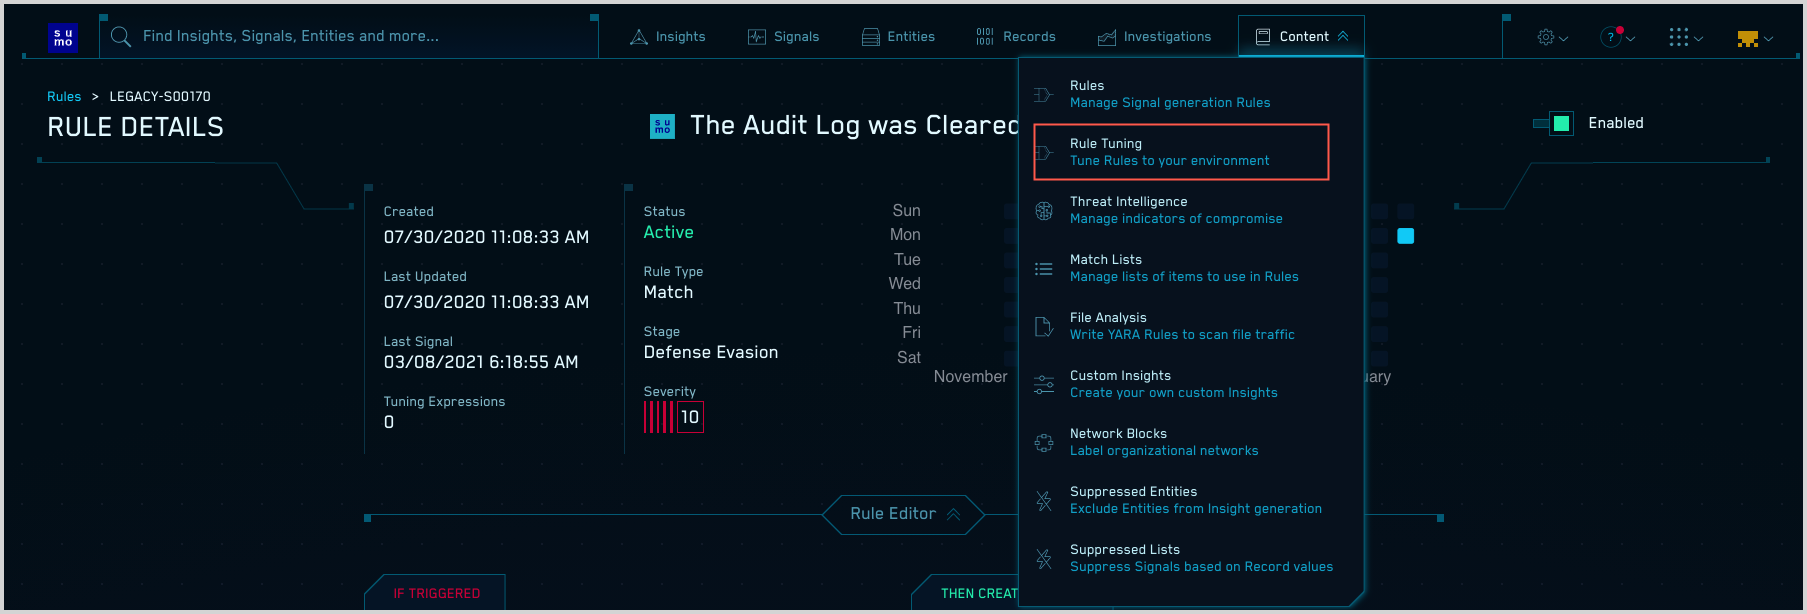 su
mo
Find Insights, Signals, Entities and more...
Insights
Signals
Entities
Records
Investigations
Content
?
Rules > LEGACY-S00170
RULE DETAILS
su
mo
The Audit Log was Cleared
Enabled
Created
07/30/2020 11:08:33 AM
Last Updated
07/30/2020 11:08:33 AM
Last Signal
03/08/2021 6:18:55 AM
Tuning Expressions
0
Status
Active
Rule Type
Match
Stage
Defense Evasion
Severity
10
Sun
Mon
Tue
Wed
Thu
Fri
Sat
November
uary
Rules
Manage Signal generation Rules
Rule Tuning
Tune Rules to your environment
Threat Intelligence
Manage indicators of compromise
Match Lists
Manage lists of items to use in Rules
File Analysis
Write YARA Rules to scan file traffic
Custom Insights
Create your own custom Insights
Network Blocks
Label organizational networks
Suppressed Entities
Exclude Entities from Insight generation
Suppressed Lists
Suppress Signals based on Record values
Rule Editor
IF TRIGGERED
THEN CREAT